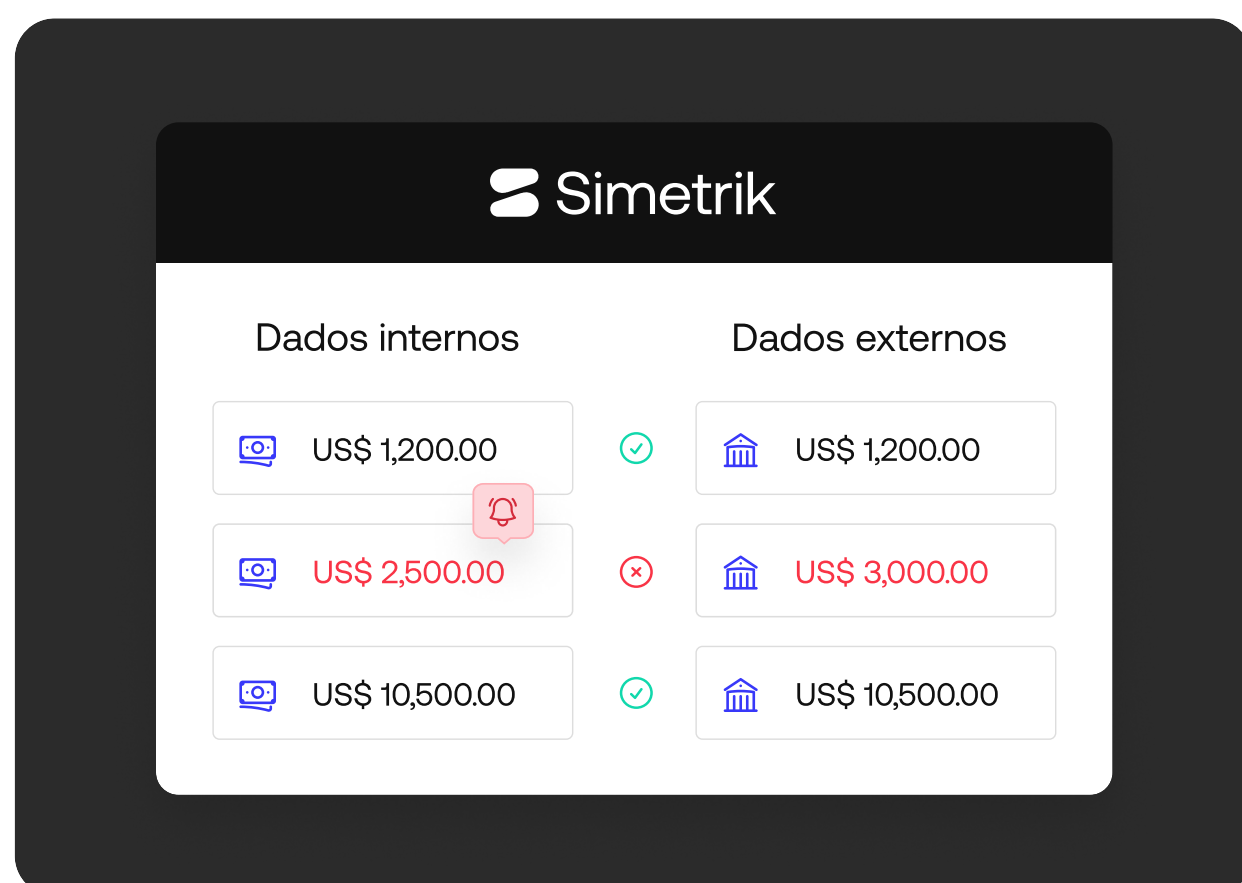 Simetrik
Dados internos Dados externos
US$ 1,200.00 US$ 1,200.00
US$ 2,500.00 US$ 3,000.00
US$ 10,500.00 US$ 10,500.00